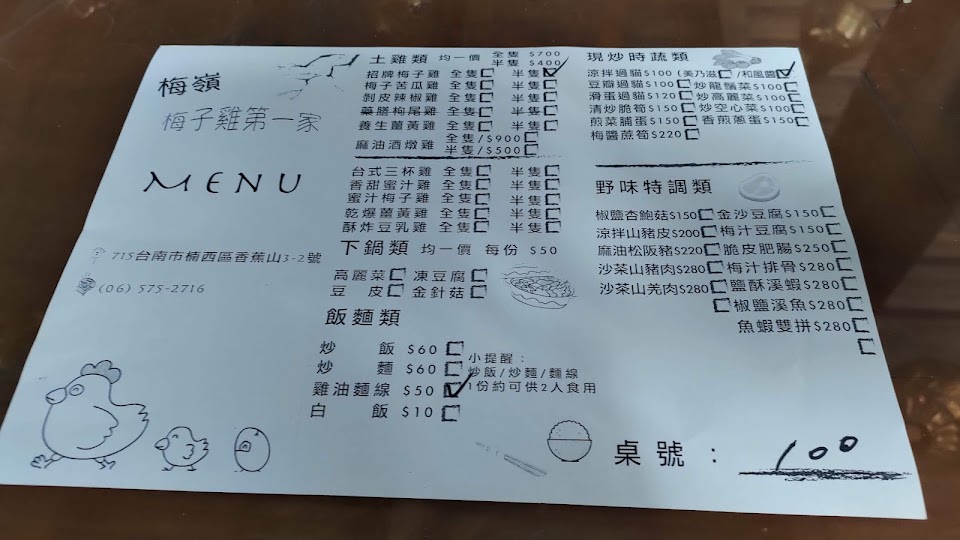 梅嶺
梅子雞第一家
MENU
715台南市楠西區香蕉山3-2號
(06) 575-2716
土雞類 均一價 全隻 $700
半隻 $400
招牌梅子雞 全隻 半隻
梅子苦瓜雞 全隻 半隻
剝皮辣椒雞 全隻 半隻
藥膳枸尾雞 全隻 半隻
養生薑黃雞 全隻 半隻
麻油酒燉雞 全隻/$900
半隻/$500
台式三杯雞 全隻 半隻
香甜蜜汁雞 全隻 半隻
蜜汁梅子雞 全隻 半隻
乾爆薑黃雞 全隻 半隻
酥炸豆乳雞 全隻 半隻
下鍋類 均一價 每份 $50
高麗菜 凍豆腐
豆皮 金針菇
飯麵類
炒飯 $60
炒麵 $60
雞油麵線 $50
白飯 $10
小提醒：
炒飯/炒麵/麵線
1份約可供2人食用
現炒時蔬類
涼拌過貓$100 (美乃滋 /和風醬
豆瓣過貓$100 炒龍鬚菜$100
滑蛋過貓$120 炒高麗菜$100
清炒脆筍$150 炒空心菜$100
煎菜脯蛋$150 香煎蔥蛋$150
梅醬蔗筍$220
野味特調類
椒鹽杏鮑菇$150 金沙豆腐$150
涼拌山豬皮$200 梅汁豆腐$150
麻油松阪豬$220 脆皮肥腸$250
沙茶山豬肉$280 梅汁排骨$280
沙茶山羌肉$280 鹽酥溪蝦$280
椒鹽溪魚$280
魚蝦雙拼$280
桌號： 100